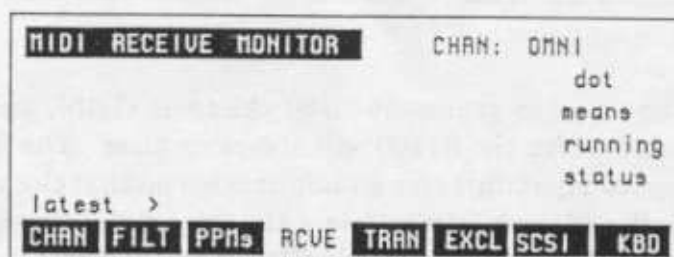 MIDI RECEIVE MONITOR CHAN: OMNI
dot
means
running
status
latest >
CHAN FILT PPMs RCVE TRAN EXCL SCSI KBD